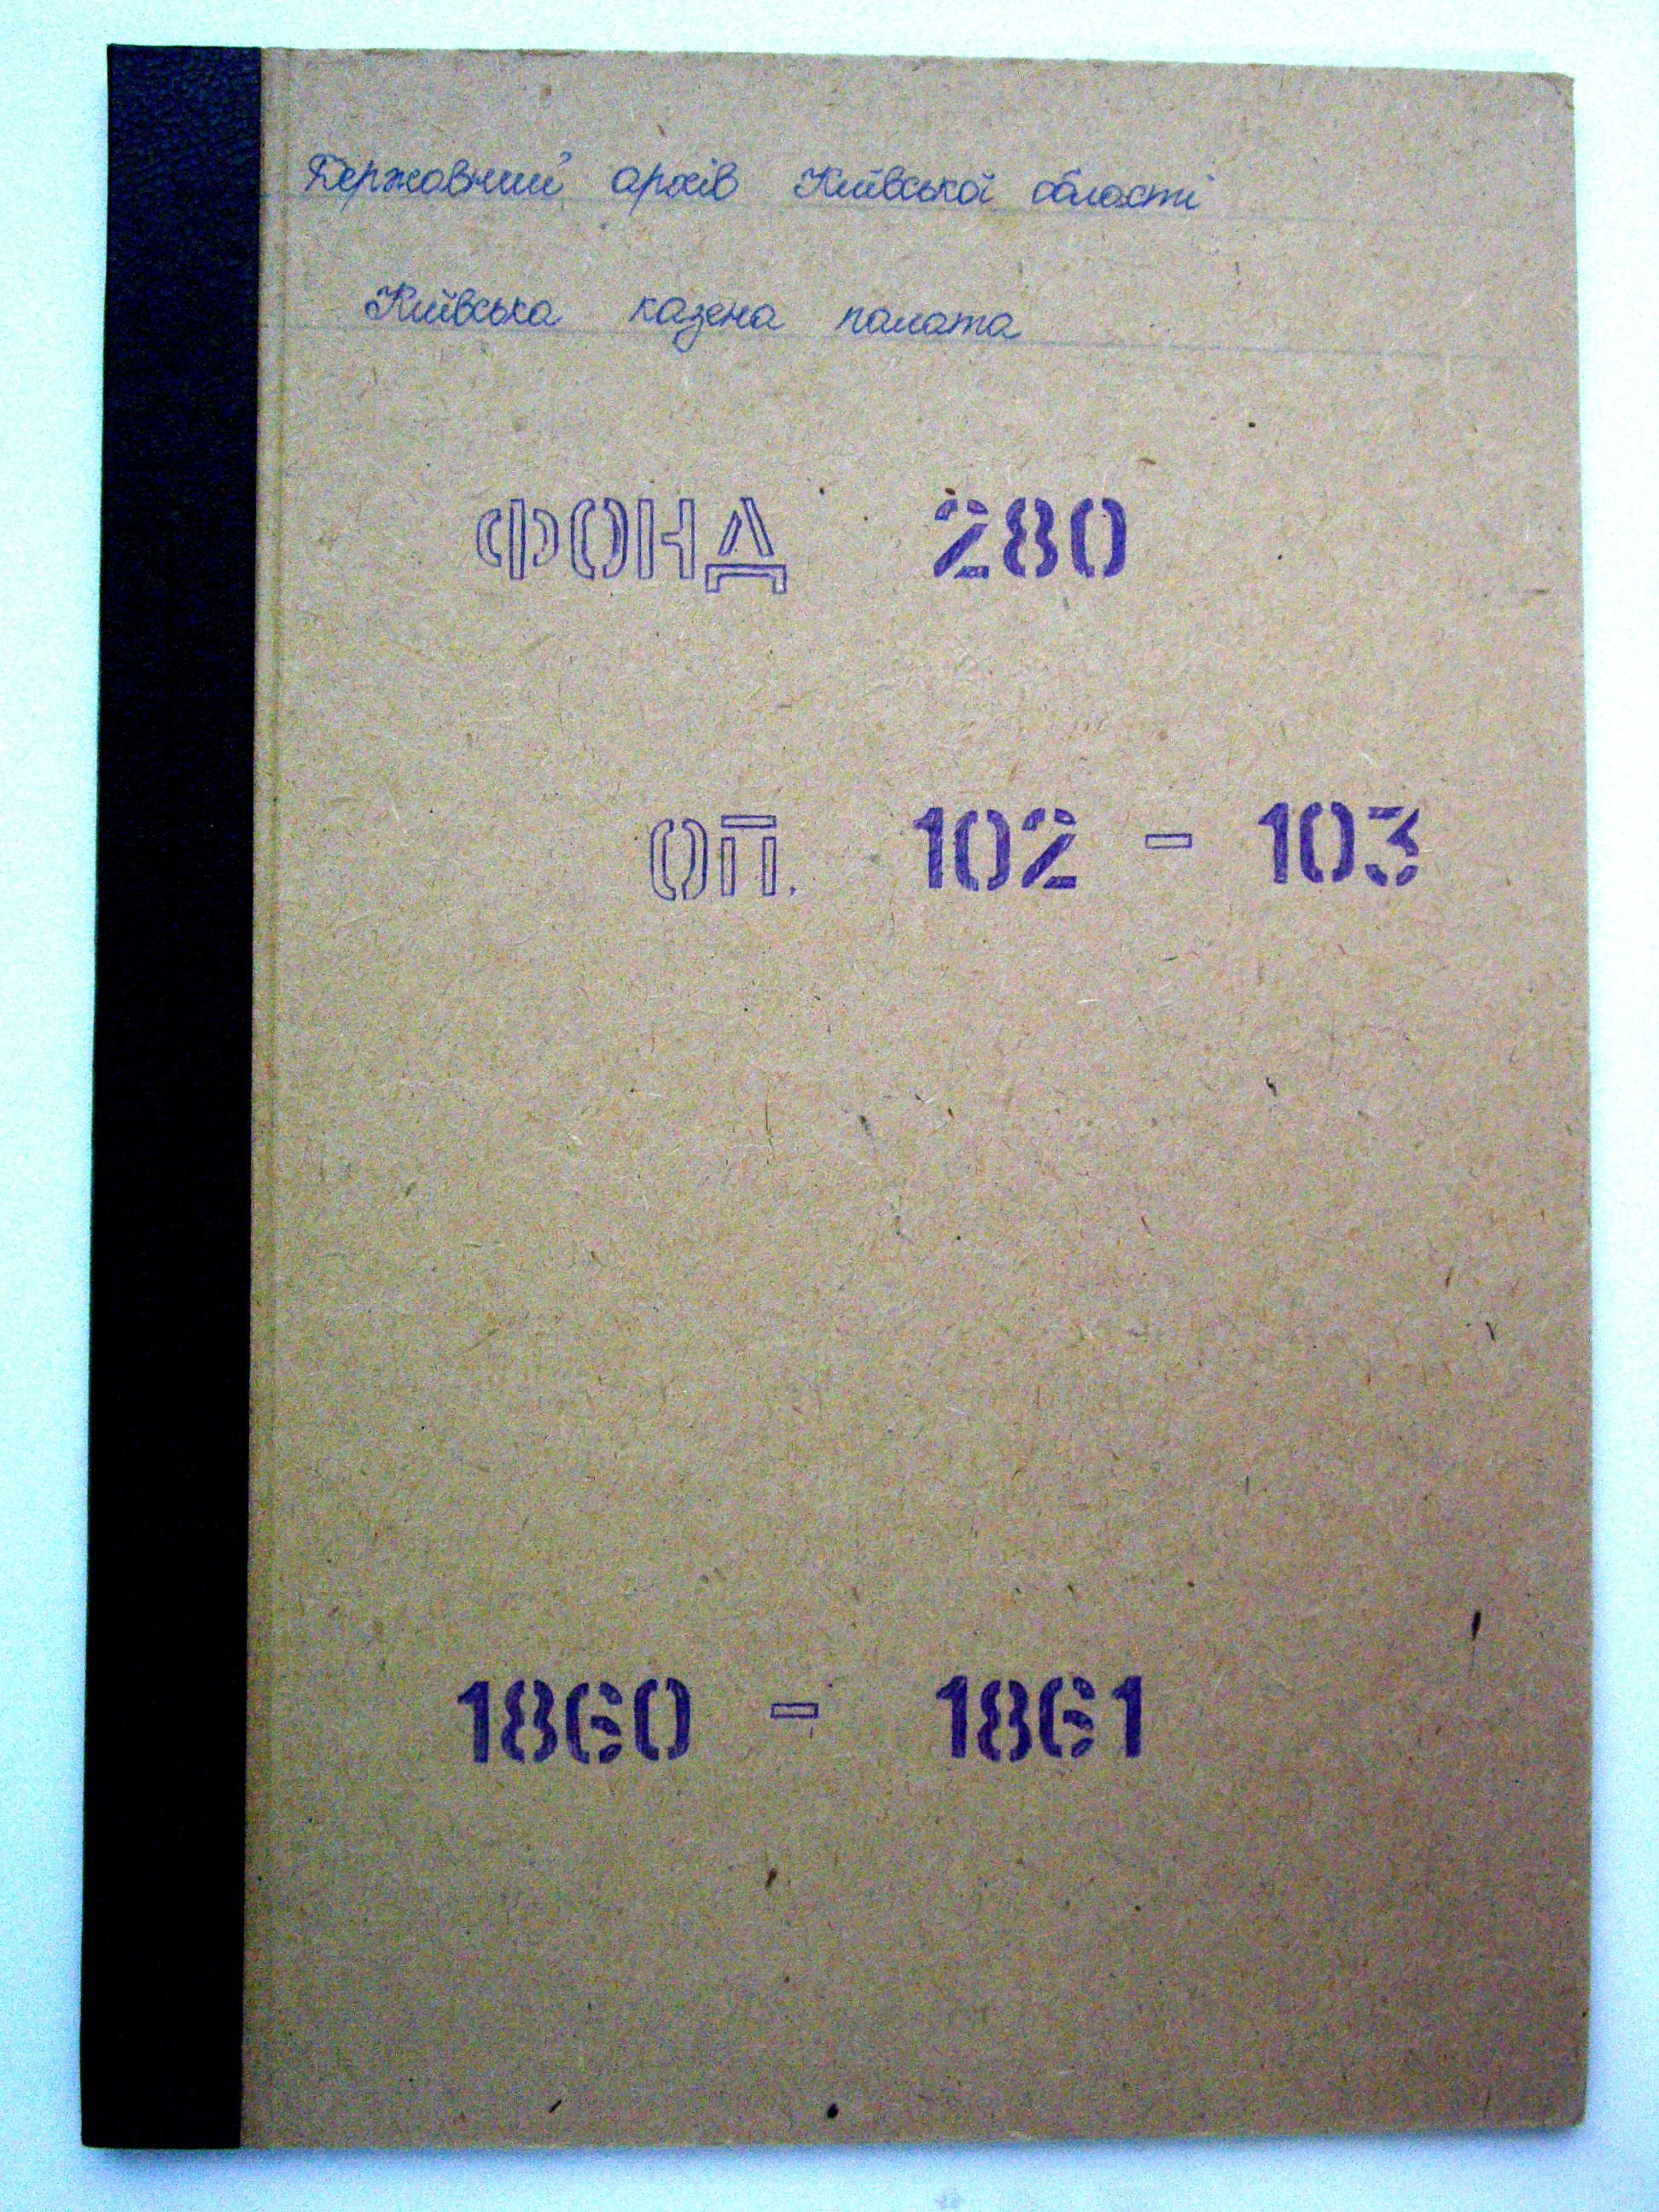 Державний архів Київської області
Київська казена палата
ФОНД 280
ОП. 102 - 103
1860 - 1861